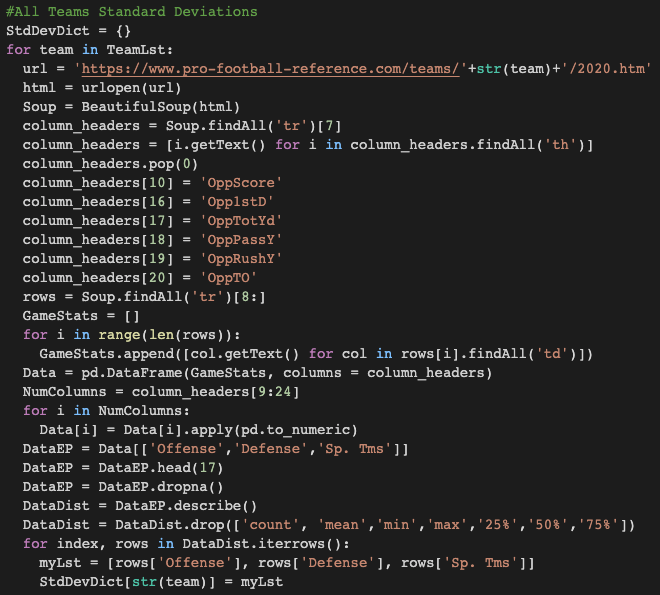 #All Teams Standard Deviations
StdDevDict = {}
for team in TeamLst:
  url = 'https://www.pro-football-reference.com/teams/'+str(team)+'/2020.htm'
  html = urlopen(url)
  Soup = BeautifulSoup(html)
  column_headers = Soup.findAll('tr')[7]
  column_headers = [i.getText() for i in column_headers.findAll('th')]
  column_headers.pop(0)
  column_headers[10] = 'OppScore'
  column_headers[16] = 'Opp1stD'
  column_headers[17] = 'OppTotYd'
  column_headers[18] = 'OppPassY'
  column_headers[19] = 'OppRushY'
  column_headers[20] = 'OppTO'
  rows = Soup.findAll('tr')[8:]
  GameStats = []
  for i in range(len(rows)):
    GameStats.append([col.getText() for col in rows[i].findAll('td')])
  Data = pd.DataFrame(GameStats, columns = column_headers)
  NumColumns = column_headers[9:24]
  for i in NumColumns:
    Data[i] = Data[i].apply(pd.to_numeric)
  DataEP = Data[['Offense','Defense','Sp. Tms']]
  DataEP = DataEP.head(17)
  DataEP = DataEP.dropna()
  DataDist = DataEP.describe()
  DataDist = DataDist.drop(['count', 'mean','min','max','25%','50%','75%'])
  for index, rows in DataDist.iterrows():
    myLst = [rows['Offense'], rows['Defense'], rows['Sp. Tms']]
    StdDevDict[str(team)] = myLst